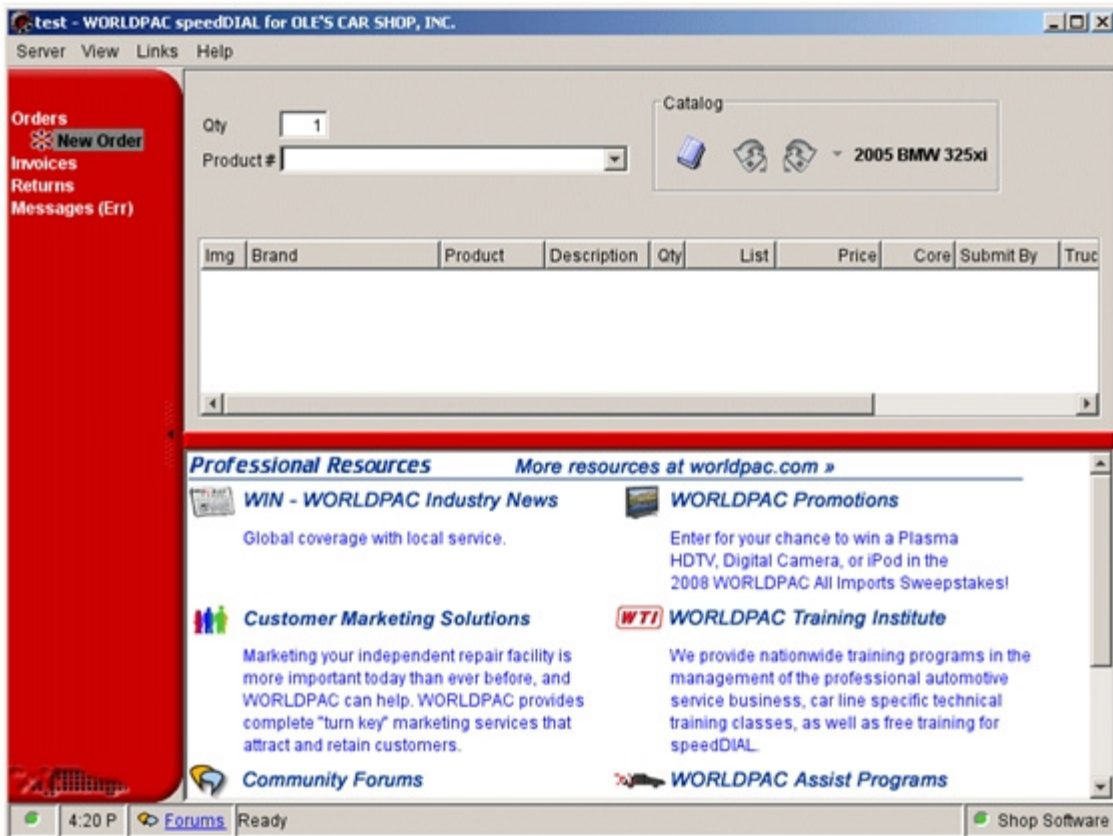 test - WORLDPAC speedDIAL for OLE'S CAR SHOP, INC.
Server View Links Help
Orders
New Order
Invoices
Returns
Messages (Err)
Qty 1
Product #
Catalog
2005 BMW 325xi
Img Brand Product Description Qty List Price Core Submit By Truc
Professional Resources More resources at worldpac.com »
WIN - WORLDPAC Industry News
Global coverage with local service.
WORLDPAC Promotions
Enter for your chance to win a Plasma
HDTV, Digital Camera, or iPod in the
2008 WORLDPAC All Imports Sweepstakes!
Customer Marketing Solutions
Marketing your independent repair facility is
more important today than ever before, and
WORLDPAC can help. WORLDPAC provides
complete "turn key" marketing services that
attract and retain customers.
WTI WORLDPAC Training Institute
We provide nationwide training programs in the
management of the professional automotive
service business, car line specific technical
training classes, as well as free training for
speedDIAL.
Community Forums
WORLDPAC Assist Programs
4:20 P Forums Ready Shop Software